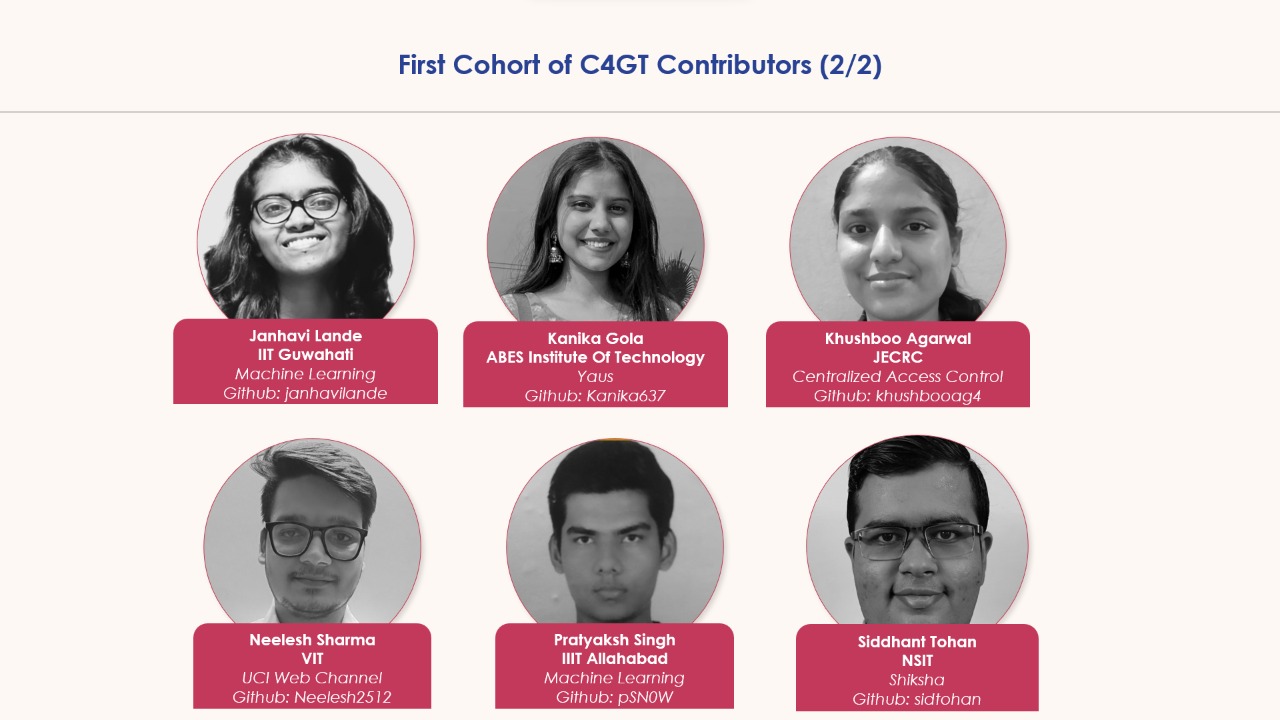 First Cohort of C4GT Contributors (2/2)
Janhavi Lande
IIT Guwahati
Machine Learning
Github: janhavilande
Kanika Gola
ABES Institute Of Technology
Yaus
Github: Kanika637
Khushboo Agarwal
JECRC
Centralized Access Control
Github: khushbooag4
Neelesh Sharma
VIT
UCI Web Channel
Github: Neelesh2512
Pratyaksh Singh
IIIT Allahabad
Machine Learning
Github: pSN0W
Siddhant Tohan
NSIT
Shiksha
Github: sidtohan